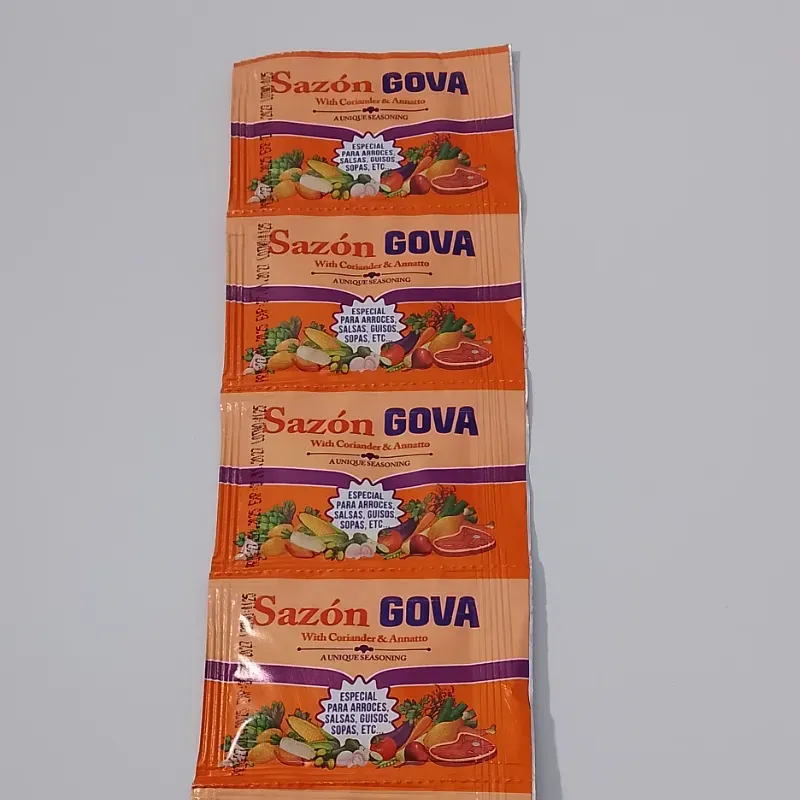 Sazón GOVA
With Coriander & Annatto
A UNIQUE SEASONING
ESPECIAL
PARA ARROCES,
SALSAS, GUISOS,
SOPAS, ETC...
Sazón GOVA
With Coriander & Annatto
A UNIQUE SEASONING
ESPECIAL
PARA ARROCES,
SALSAS, GUISOS,
SOPAS, ETC...
Sazón GOVA
With Coriander & Annatto
A UNIQUE SEASONING
ESPECIAL
PARA ARROCES,
SALSAS, GUISOS,
SOPAS, ETC...
Sazón GOVA
With Coriander & Annatto
A UNIQUE SEASONING
ESPECIAL
PARA ARROCES,
SALSAS, GUISOS,
SOPAS, ETC...